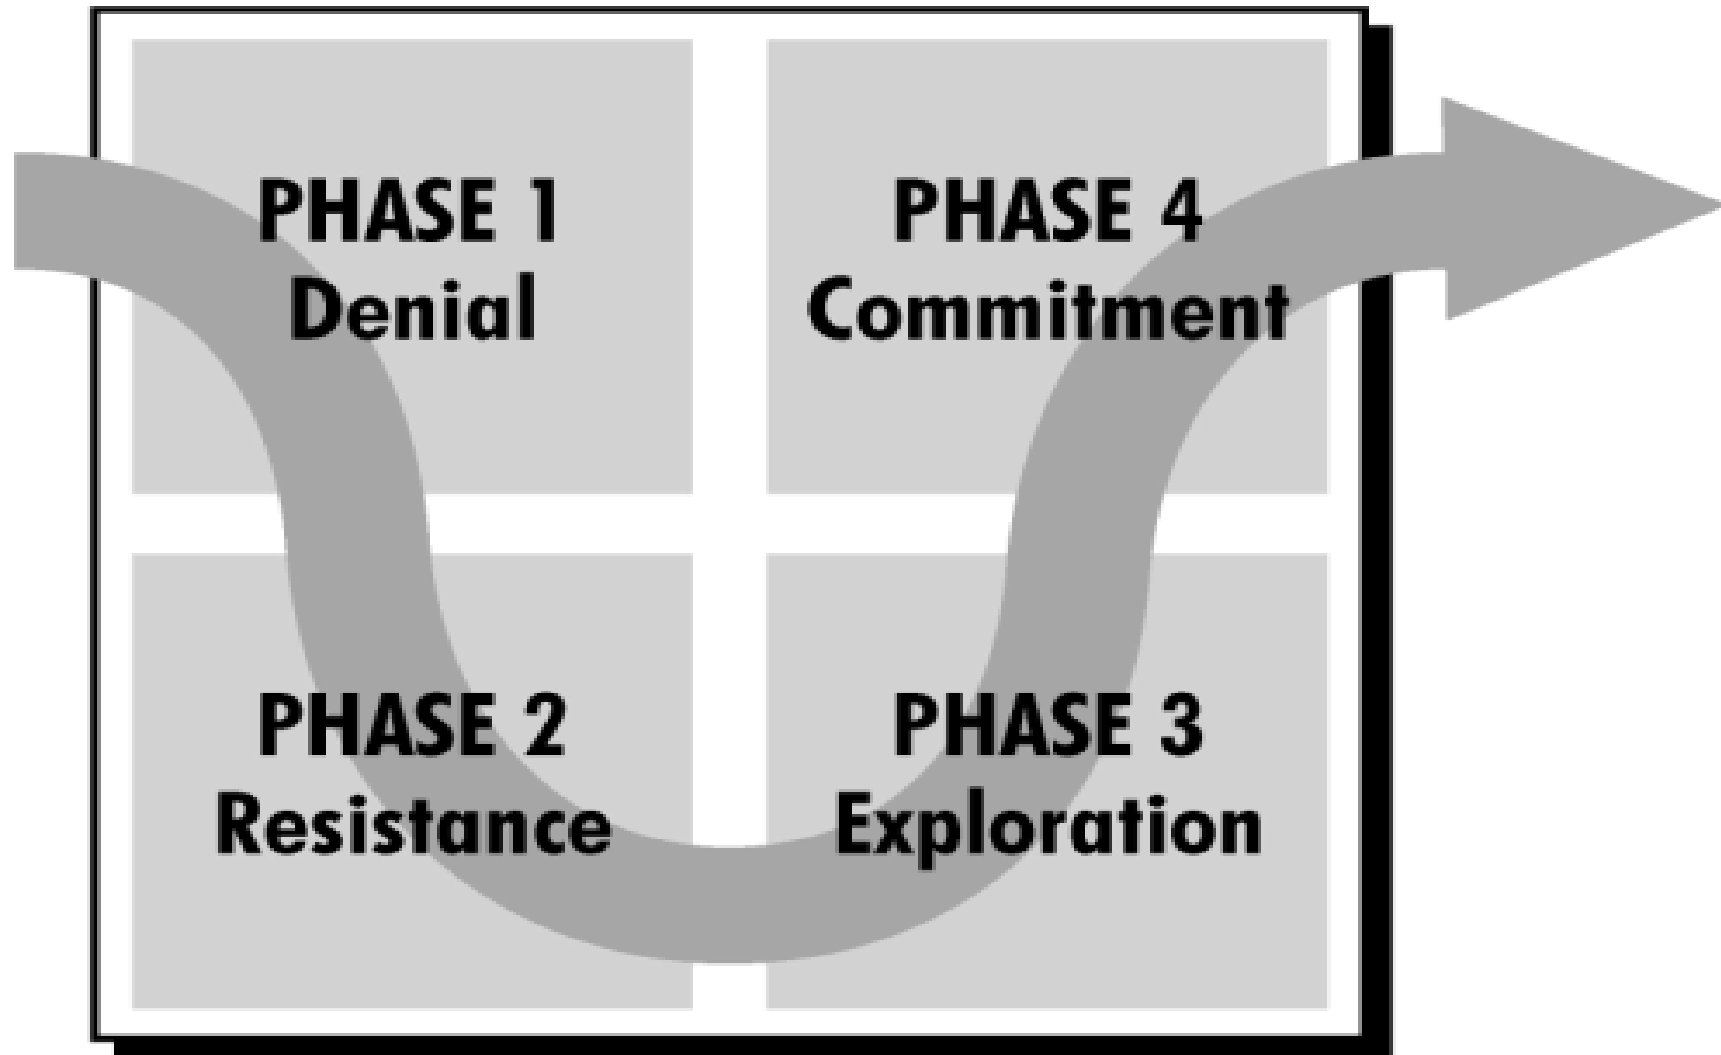 PHASE 1
Denial
PHASE 2
Resistance
PHASE 3
Exploration
PHASE 4
Commitment